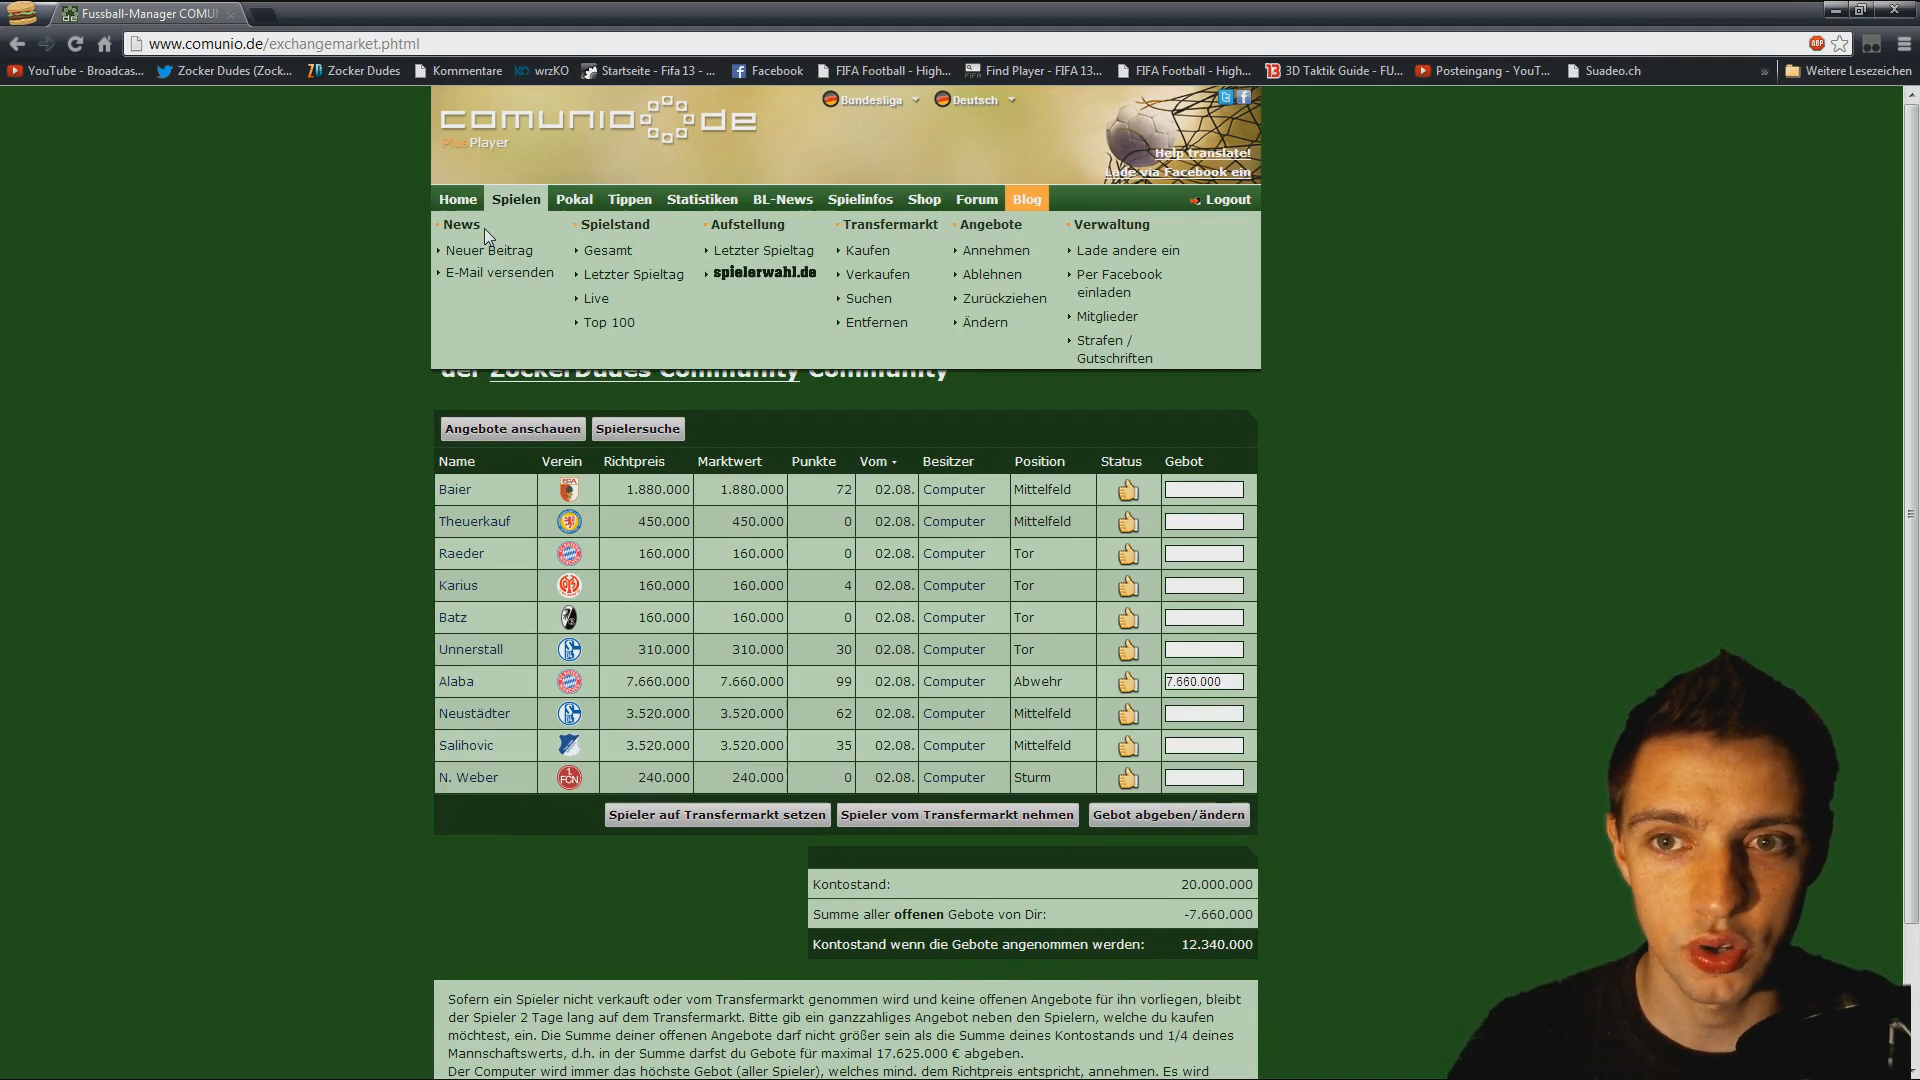 Fussball-Manager COMUN
www.comunio.de/exchangemarket.phtml
YouTube - Broadcas... Zocker Dudes (Zock... Zocker Dudes Kommentare wrzKO Startseite - Fifa 13 - ... Facebook FIFA Football - High... Find Player - FIFA 13... FIFA Football - High... 3D Taktik Guide - FU... Posteingang - YouT... Suadeo.ch » Weitere Lesezeichen
Bundesliga Deutsch
comunio de
PlusPlayer
Help translate!
Lade via Facebook ein
Home Spielen Pokal Tippen Statistiken BL-News Spielinfos Shop Forum Blog Logout
News Spielstand Aufstellung Transfermarkt Angebote Verwaltung
Neuer Beitrag Gesamt Letzter Spieltag Kaufen Annehmen Lade andere ein
E-Mail versenden Letzter Spieltag spielerwahl.de Verkaufen Ablehnen Per Facebook
einladen
Live Suchen Zurückziehen Mitglieder
Top 100 Entfernen Ändern Strafen /
Gutschriften
der ZockerDudes Community Community
Angebote anschauen Spielersuche
Name Verein Richtpreis Marktwert Punkte Vom Besitzer Position Status Gebot
Baier 1.880.000 1.880.000 72 02.08. Computer Mittelfeld
Theuerkauf 450.000 450.000 0 02.08. Computer Mittelfeld
Raeder 160.000 160.000 0 02.08. Computer Tor
Karius 160.000 160.000 4 02.08. Computer Tor
Batz 160.000 160.000 0 02.08. Computer Tor
Unnerstall 310.000 310.000 30 02.08. Computer Tor
Alaba 7.660.000 7.660.000 99 02.08. Computer Abwehr 7.660.000
Neustädter 3.520.000 3.520.000 62 02.08. Computer Mittelfeld
Salihovic 3.520.000 3.520.000 35 02.08. Computer Mittelfeld
N. Weber 240.000 240.000 0 02.08. Computer Sturm
Spieler auf Transfermarkt setzen Spieler vom Transfermarkt nehmen Gebot abgeben/ändern
Kontostand: 20.000.000
Summe aller offenen Gebote von Dir: -7.660.000
Kontostand wenn die Gebote angenommen werden: 12.340.000
Sofern ein Spieler nicht verkauft oder vom Transfermarkt genommen wird und keine offenen Angebote für ihn vorliegen, bleibt
der Spieler 2 Tage lang auf dem Transfermarkt. Bitte gib ein ganzzahliges Angebot neben den Spielern, welche du kaufen
möchtest, ein. Die Summe deiner offenen Angebote darf nicht größer sein als die Summe deines Kontostands und 1/4 deines
Mannschaftswerts, d.h. in der Summe darfst du Gebote für maximal 17.625.000 € abgeben.
Der Computer wird immer das höchste Gebot (aller Spieler), welches mind. dem Richtpreis entspricht, annehmen. Es wird